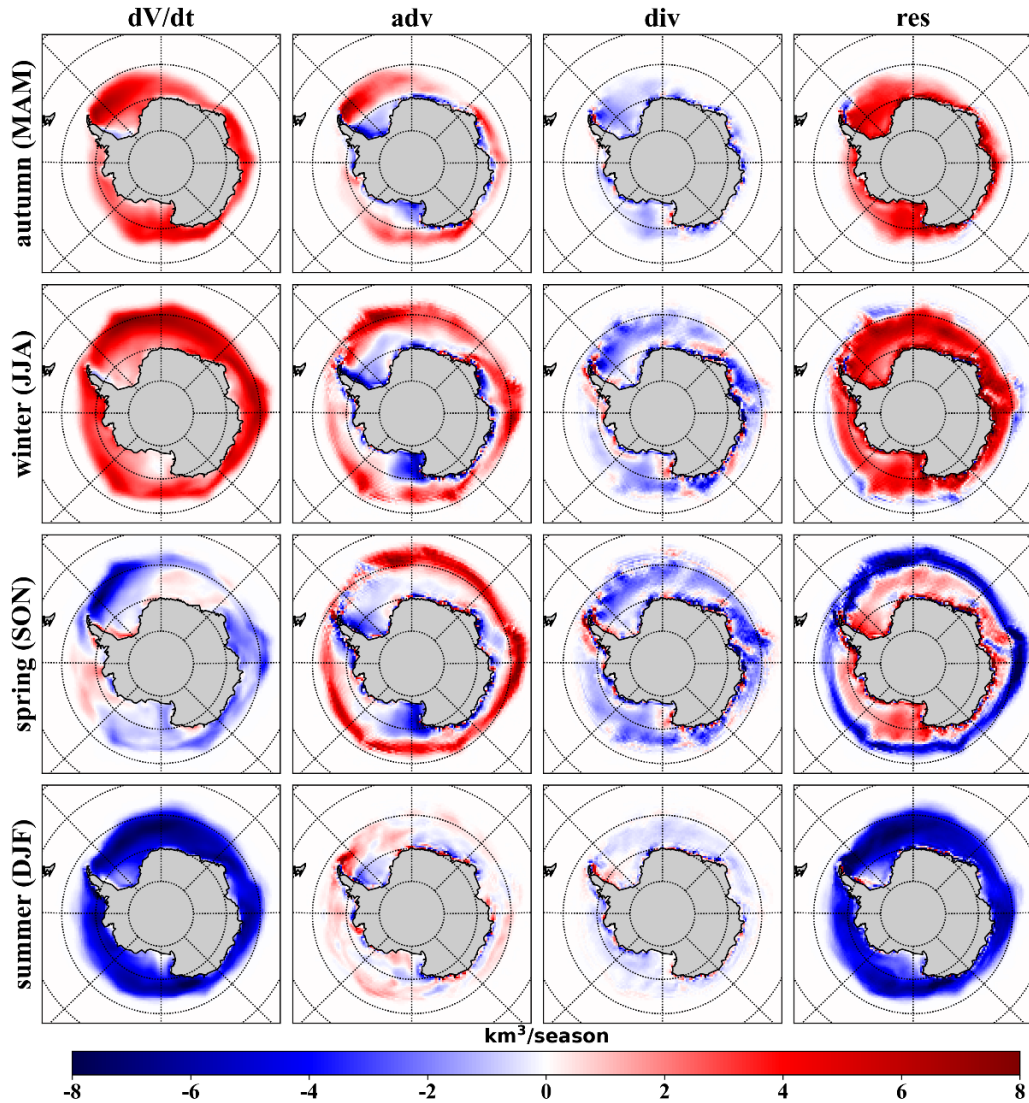 dV/dt adv div res
autumn (MAM)
winter (JJA)
spring (SON)
summer (DJF)
km³/season
-8 -6 -4 -2 0 2 4 6 8